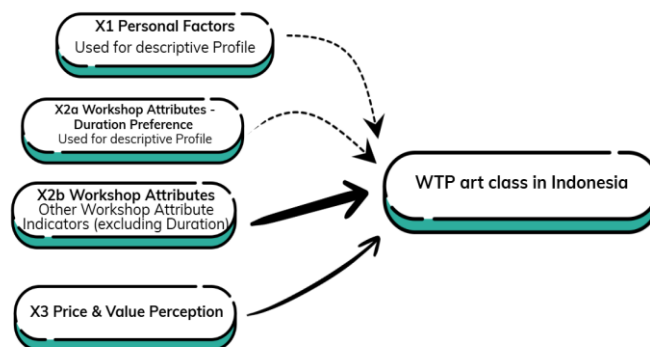 X1 Personal Factors
Used for descriptive Profile
X2a Workshop Attributes -
Duration Preference
Used for descriptive Profile
X2b Workshop Attributes
Other Workshop Attribute
Indicators (excluding Duration)
X3 Price & Value Perception
WTP art class in Indonesia